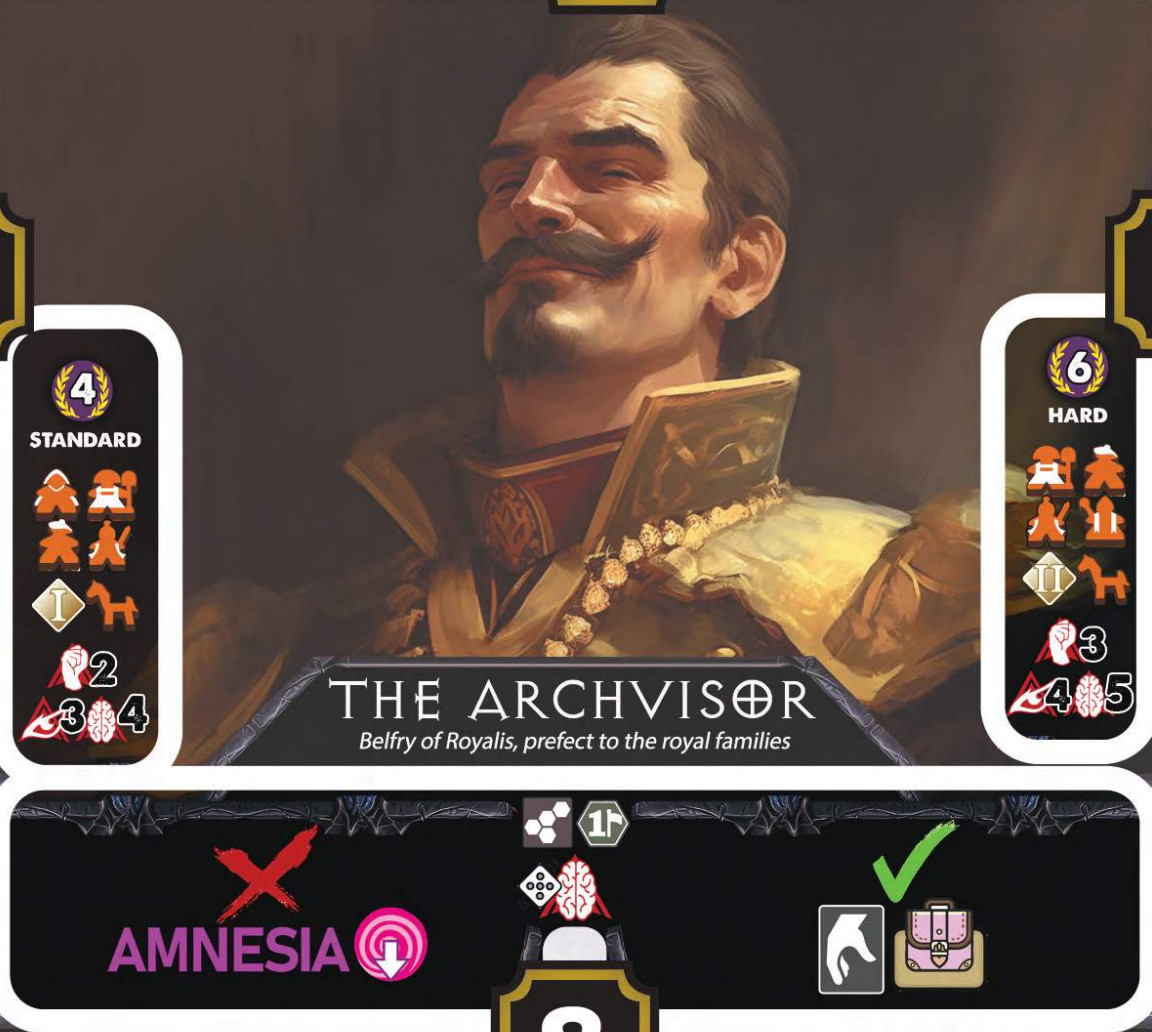 4
STANDARD
I
2
3 4
6
HARD
II
3
4 5
THE ARCHVISOR
Belfry of Royalis, prefect to the royal families
1
AMNESIA